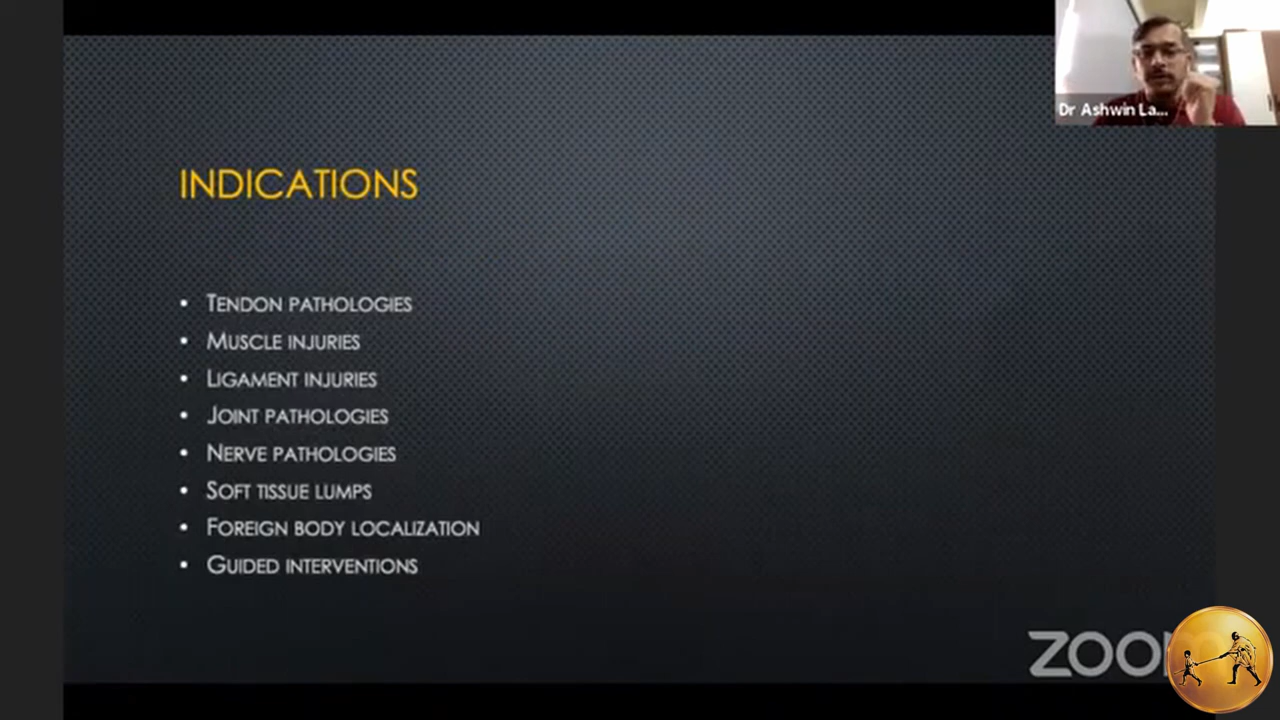 Dr Ashwin La...
INDICATIONS
• TENDON PATHOLOGIES
• MUSCLE INJURIES
• LIGAMENT INJURIES
• JOINT PATHOLOGIES
• NERVE PATHOLOGIES
• SOFT TISSUE LUMPS
• FOREIGN BODY LOCALIZATION
• GUIDED INTERVENTIONS
zoom